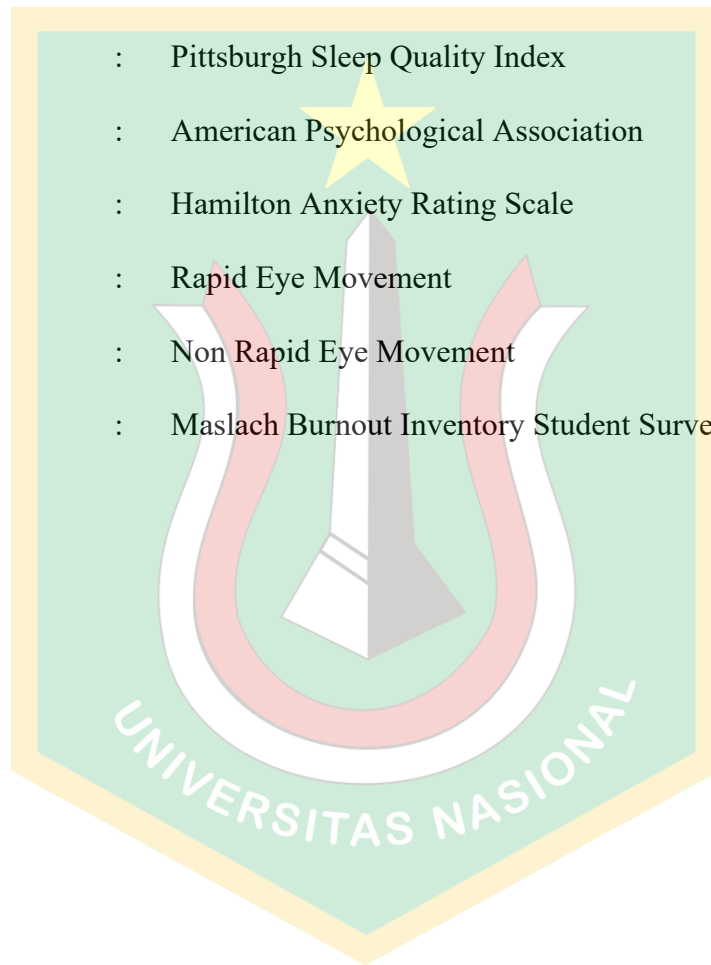 : Pittsburgh Sleep Quality Index
: American Psychological Association
: Hamilton Anxiety Rating Scale
: Rapid Eye Movement
: Non Rapid Eye Movement
: Maslach Burnout Inventory Student Surve
UNIVERSITAS NASIONAL